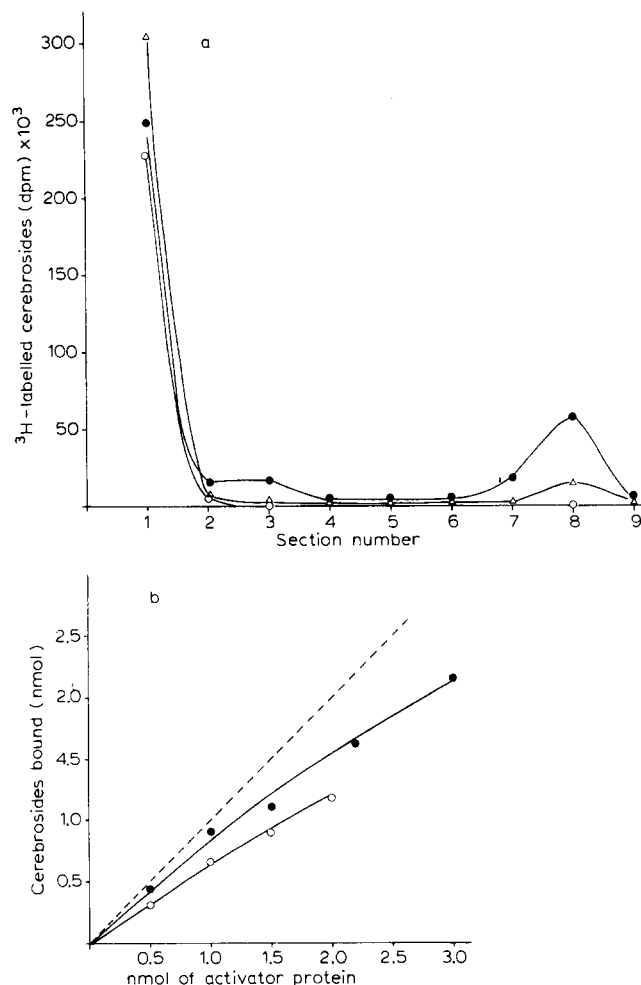 a
300
250
200
150
100
50
³H-labelled cerebrosides (dpm) ×10³
1 2 3 4 5 6 7 8 9
Section number
b
2.5
2.0
4.5
1.0
0.5
Cerebrosides bound (nmol)
0.5 1.0 1.5 2.0 2.5 3.0
nmol of activator protein